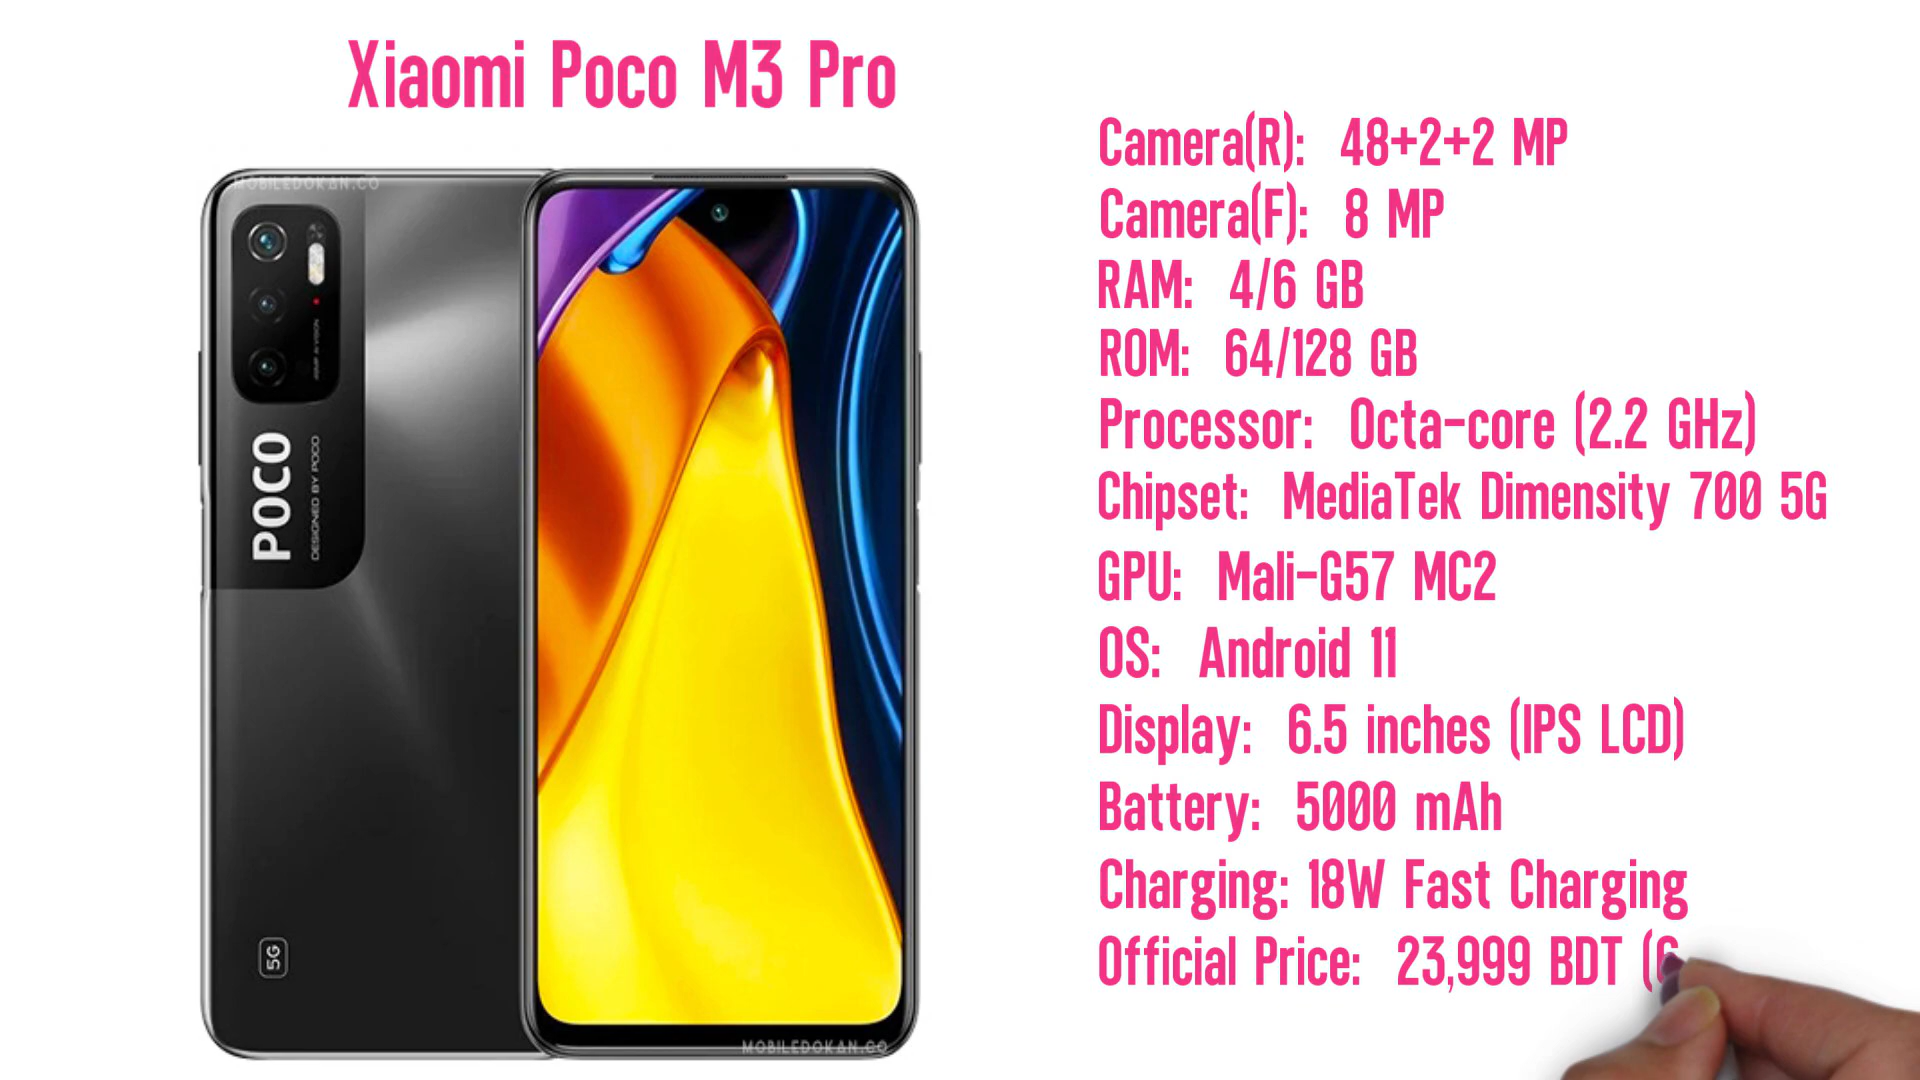 Xiaomi Poco M3 Pro
MOBILEDOKAN.CO
POCO
DESIGNED BY POCO
5G
MOBILEDOKAN.CO
Camera(R): 48+2+2 MP
Camera(F): 8 MP
RAM: 4/6 GB
ROM: 64/128 GB
Processor: Octa-core (2.2 GHz)
Chipset: MediaTek Dimensity 700 5G
GPU: Mali-G57 MC2
OS: Android 11
Display: 6.5 inches (IPS LCD)
Battery: 5000 mAh
Charging: 18W Fast Charging
Official Price: 23,999 BDT (6